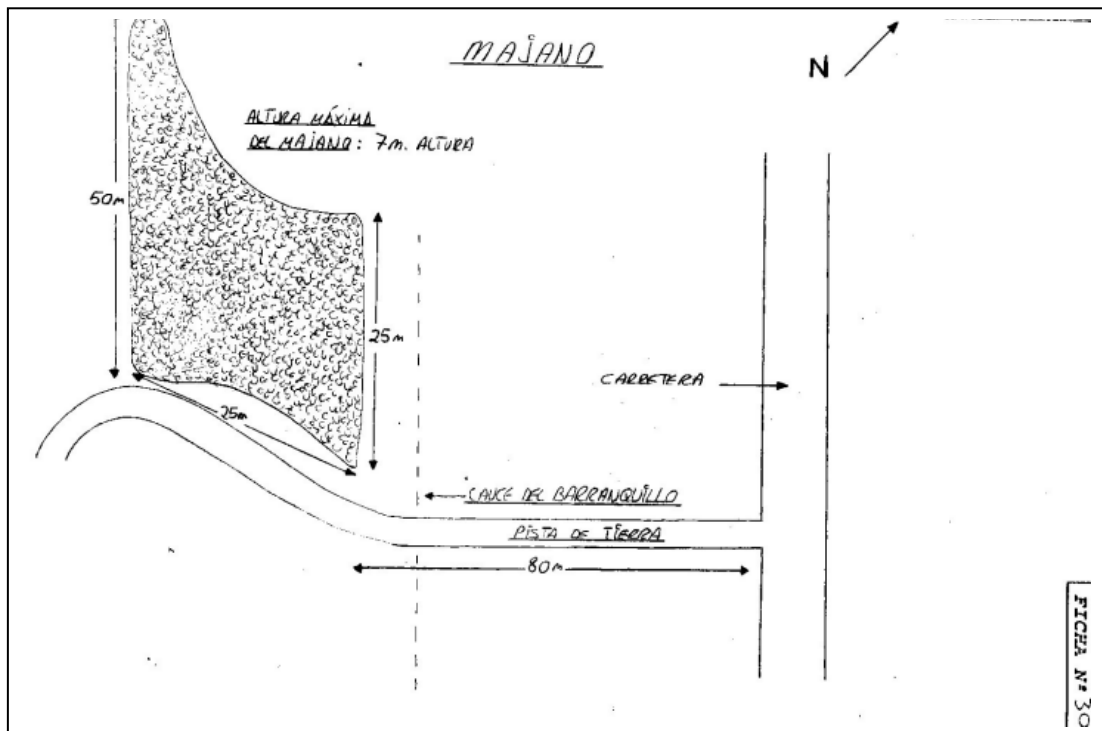 MAJANO
N
ALTURA MÁXIMA
DEL MAJANO: 7m. ALTURA
50m
25m
CARRETERA
25m
CAUCE DEL BARRANQUILLO
PISTA DE TIERRA
80m
FICHA Nº 30